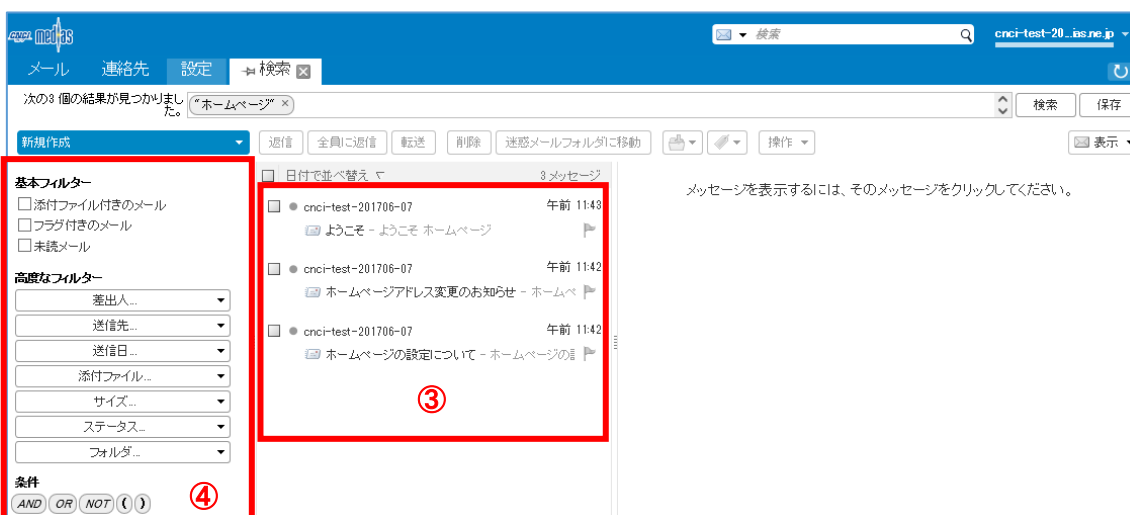 cnci medias
検索
cnci-test-20...ias.ne.jp
メール 連絡先 設定 検索
次の3 個の結果が見つかりました。 "ホームページ" 検索 保存
新規作成 返信 全員に返信 転送 削除 迷惑メールフォルダに移動 操作 表示
基本フィルター
添付ファイル付きのメール
フラグ付きのメール
未読メール
高度なフィルター
差出人...
送信先...
送信日...
添付ファイル...
サイズ...
ステータス...
フォルダ...
条件
AND OR NOT ( )
④
日付で並べ替え 3 メッセージ
cnci-test-201706-07 午前 11:43
ようこそ - ようこそ ホームページ
cnci-test-201706-07 午前 11:42
ホームページアドレス変更のお知らせ - ホームペ
cnci-test-201706-07 午前 11:42
ホームページの設定について - ホームページの
③
メッセージを表示するには、そのメッセージをクリックしてください。